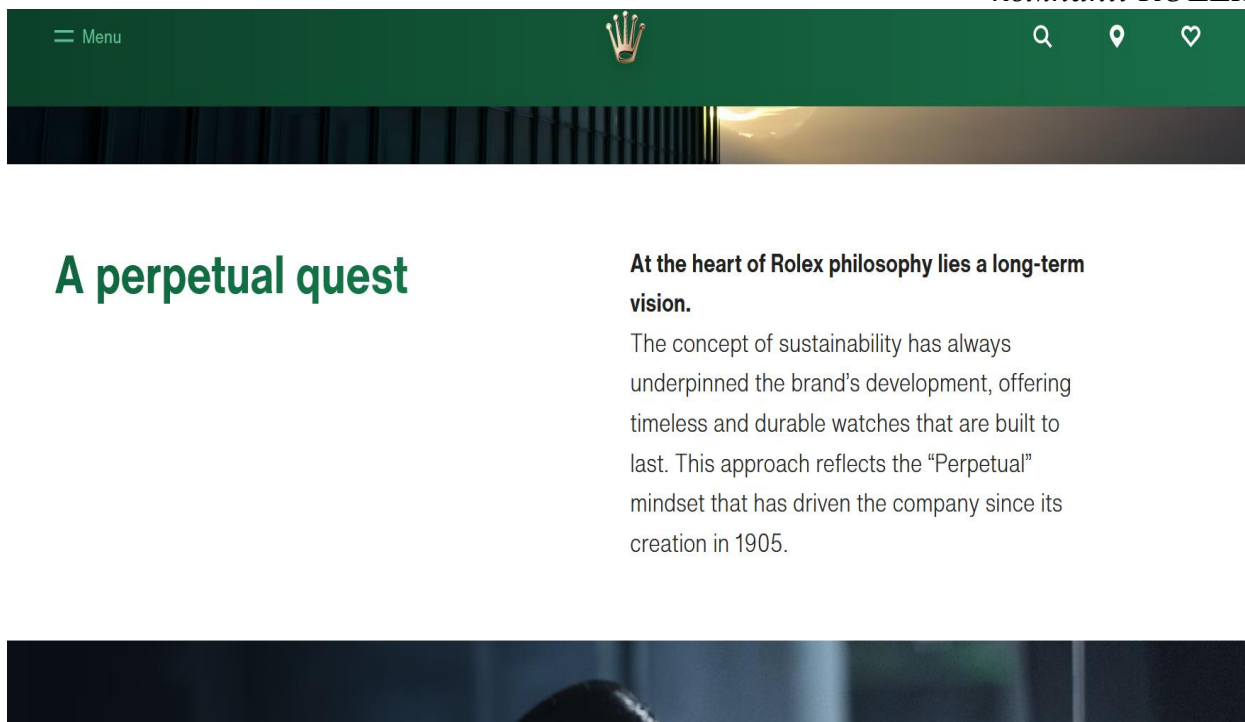 Menu
A perpetual quest
At the heart of Rolex philosophy lies a long-term
vision.
The concept of sustainability has always
underpinned the brand’s development, offering
timeless and durable watches that are built to
last. This approach reflects the “Perpetual”
mindset that has driven the company since its
creation in 1905.